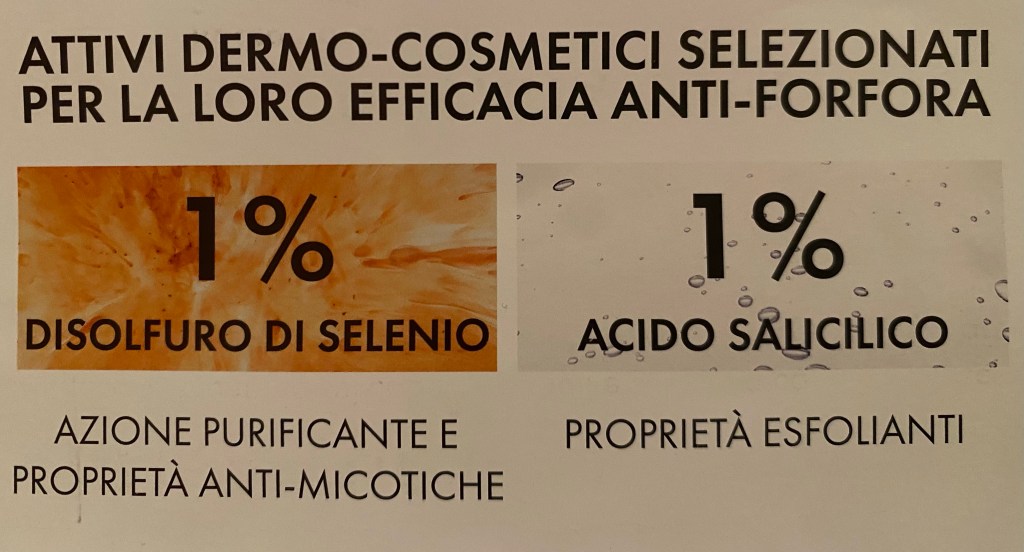 ATTIVI DERMO-COSMETICI SELEZIONATI
PER LA LORO EFFICACIA ANTI-FORFORA
1%
DISOLFURO DI SELENIO
AZIONE PURIFICANTE E
PROPRIETÀ ANTI-MICOTICHE
1%
ACIDO SALICILICO
PROPRIETÀ ESFOLIANTI